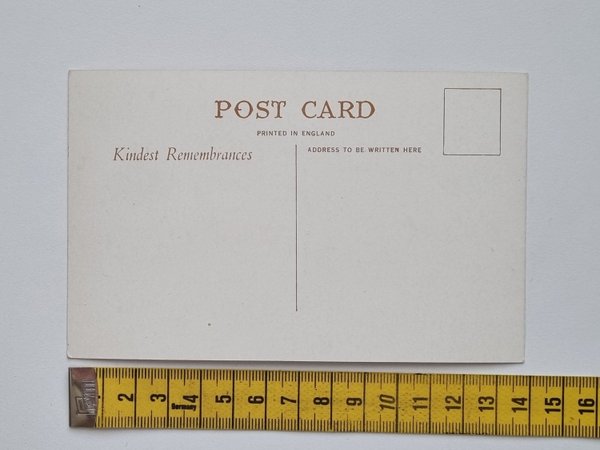 POST CARD
PRINTED IN ENGLAND
Kindest Remembrances
ADDRESS TO BE WRITTEN HERE
2 3 4 5 6 7 8 9 10 11 12 13 14 15 16
Germany